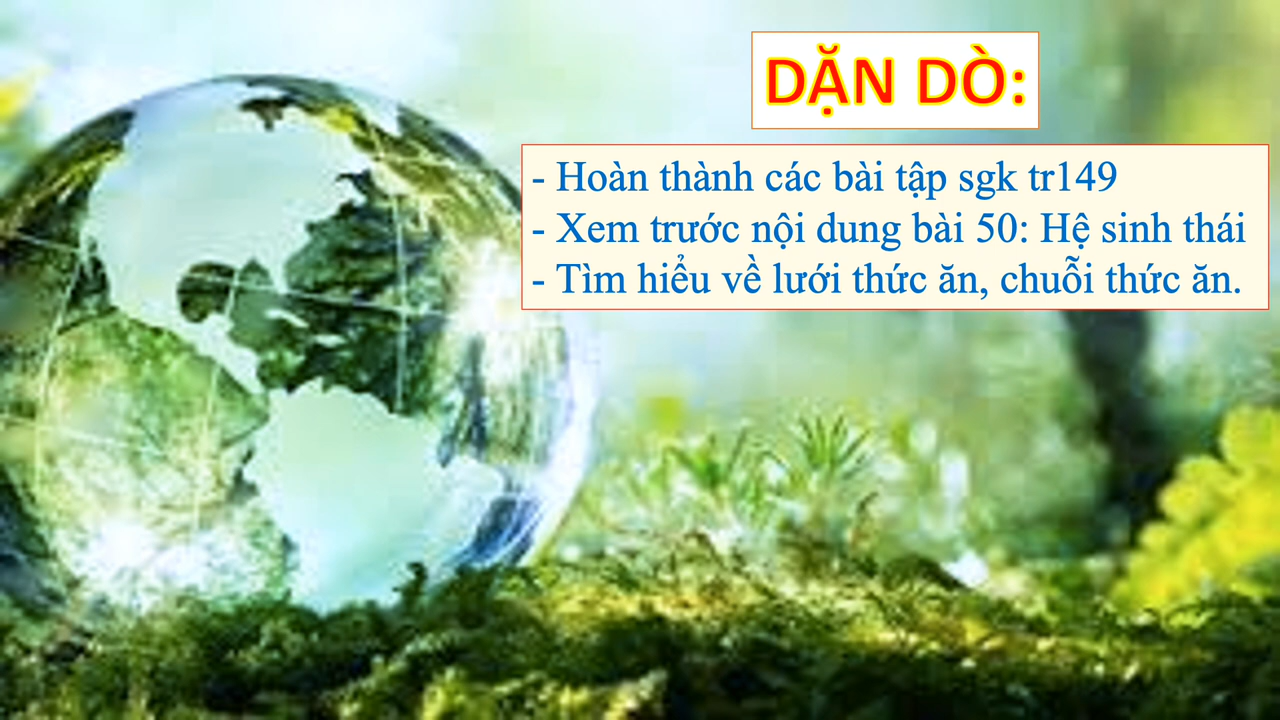 DẶN DÒ:
- Hoàn thành các bài tập sgk tr149
- Xem trước nội dung bài 50: Hệ sinh thái
- Tìm hiểu về lưới thức ăn, chuỗi thức ăn.